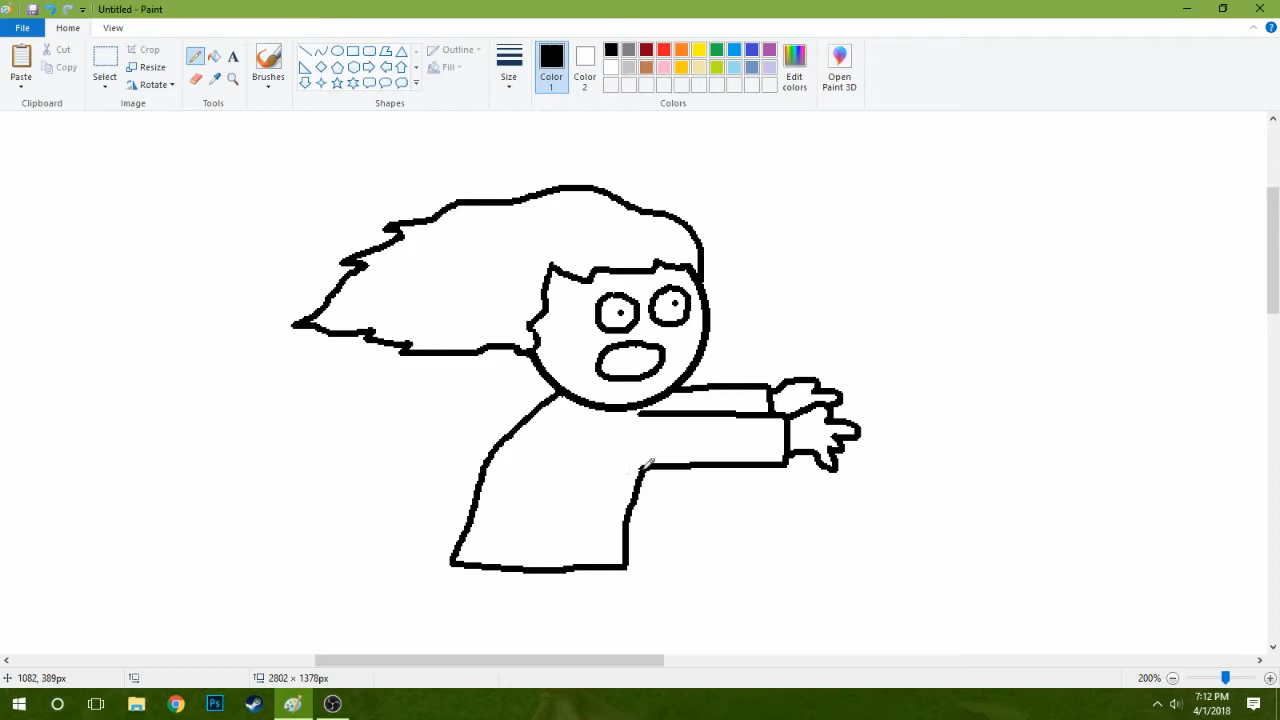 Untitled - Paint
File Home View
Paste
Cut
Copy
Clipboard
Select
Crop
Resize
Rotate
Image
A
Tools
Brushes
Outline
Fill
Shapes
Size
Color 1
Color 2
Edit colors
Colors
Open Paint 3D
1082, 389px
2802 × 1378px
200%
Ps
7:12 PM
4/1/2018